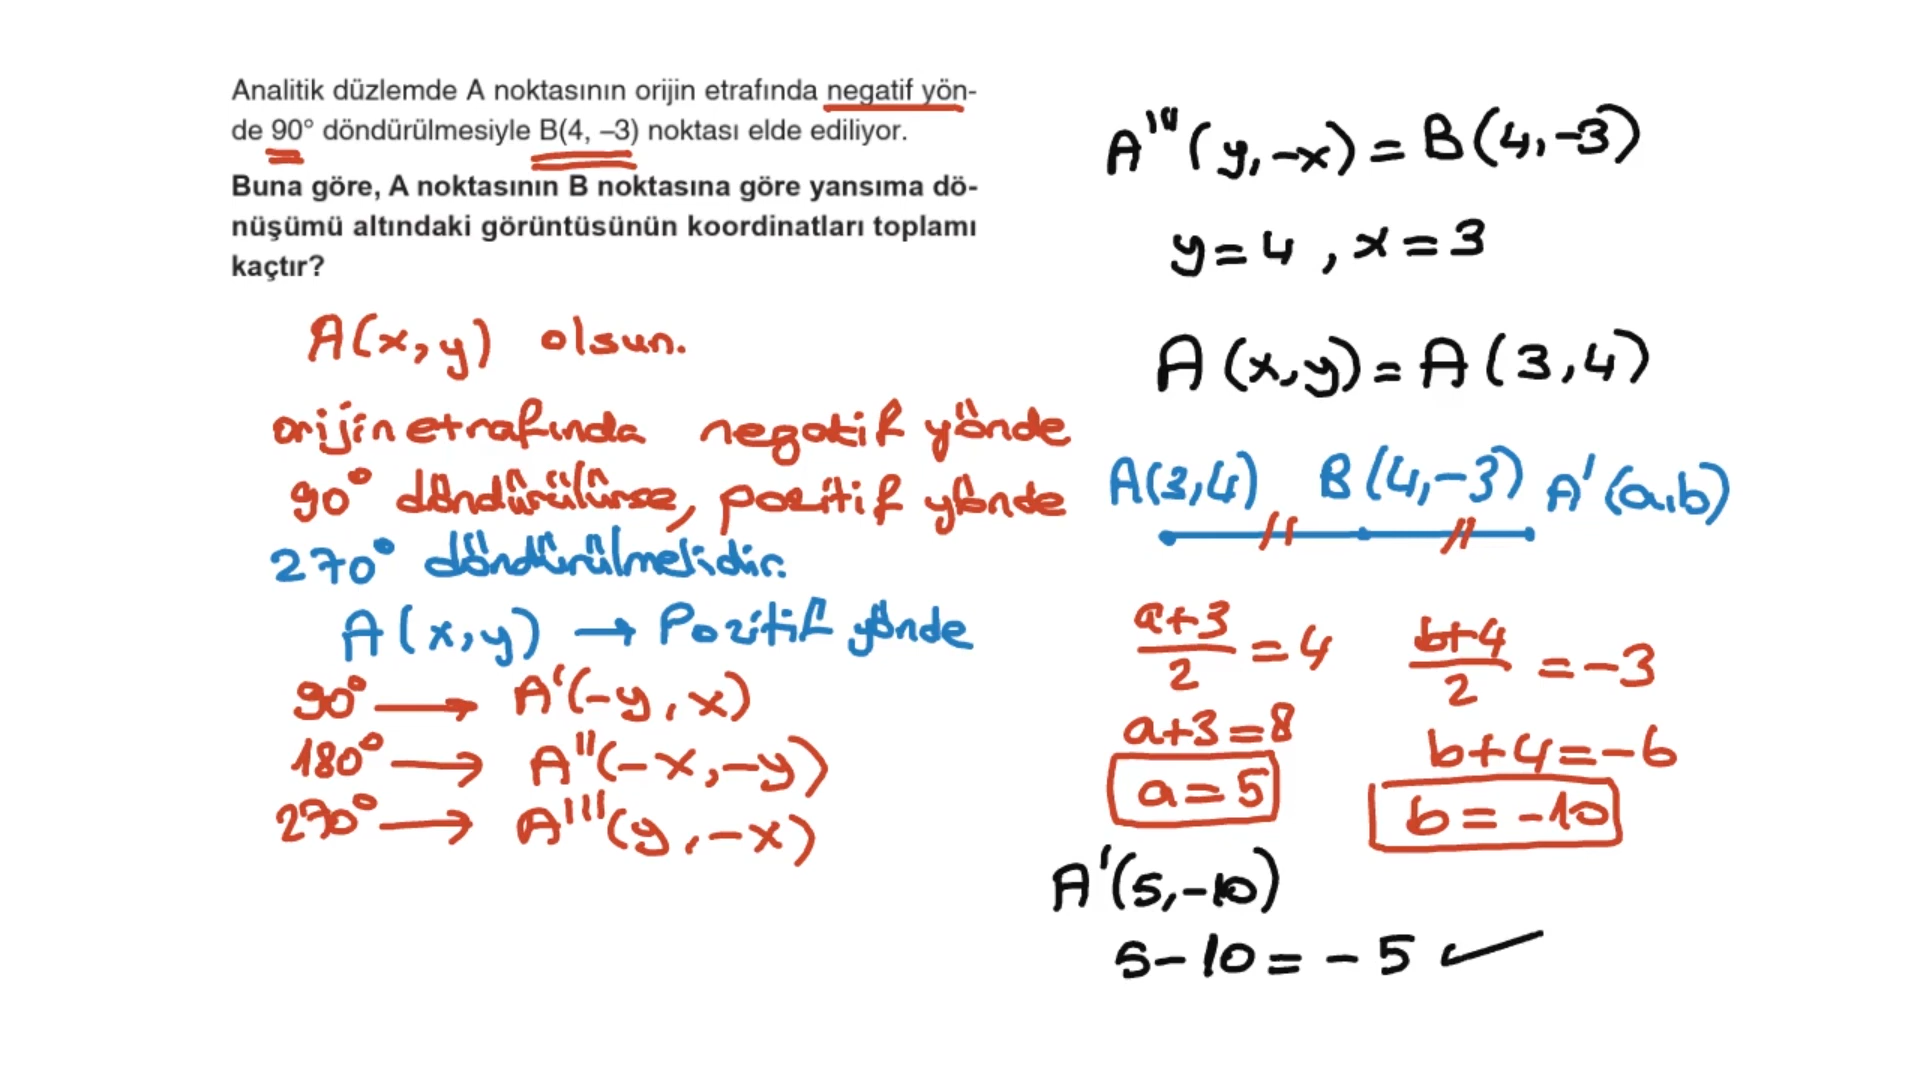 Analitik düzlemde A noktasının orijin etrafında negatif yön-
de 90° döndürülmesiyle B(4, –3) noktası elde ediliyor.
Buna göre, A noktasının B noktasına göre yansıma dö-
nüşümü altındaki görüntüsünün koordinatları toplamı
kaçtır?
A(x,y) olsun.
orijin etrafında negatif yönde
90° döndürülürse, pozitif yönde
270° döndürülmelidir.
A(x,y) → Pozitif yönde
90° → A'(-y, x)
180° → A''(-x,-y)
270° → A'''(y,-x)
A'''(y,-x) = B(4,-3)
y=4, x=3
A(x,y) = A(3,4)
A(3,4) B(4,-3) A'(a,b)
a+3/2 = 4 b+4/2 = -3
a+3=8 b+4=-6
a=5 b=-10
A'(5,-10)
5-10=-5 ✓